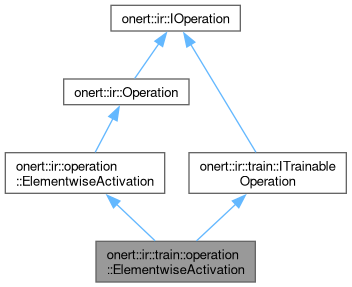 onert::ir::IOperation
onert::ir::Operation
onert::ir::operation
::ElementwiseActivation
onert::ir::train::ITrainable
Operation
onert::ir::train::operation
::ElementwiseActivation